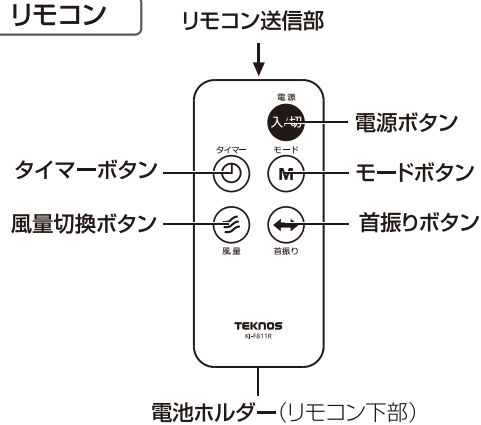 リモコン
リモコン送信部
電源
入/切
電源ボタン
タイマー
モード
タイマーボタン
M
モードボタン
風量切換ボタン
首振りボタン
風量
首振り
TEKNOS
KI-F811R
電池ホルダー(リモコン下部)